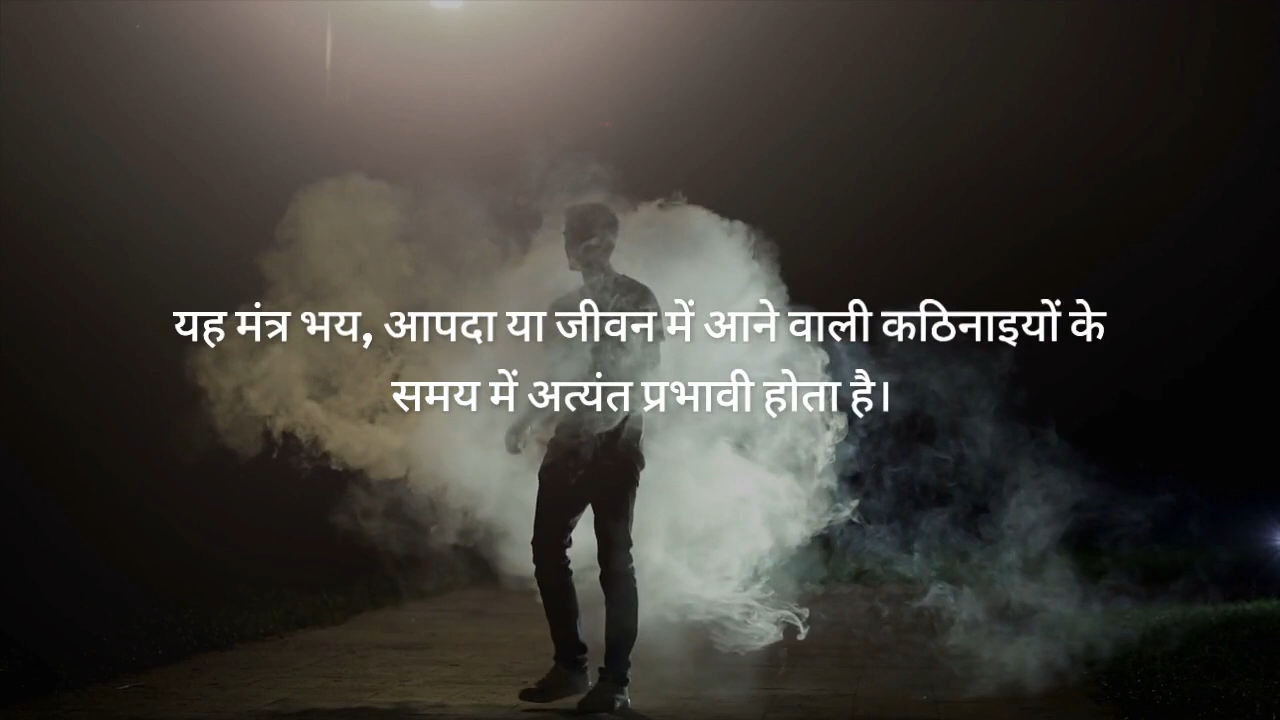 यह मंत्र भय, आपदा या जीवन में आने वाली कठिनाइयों के
समय में अत्यंत प्रभावी होता है।